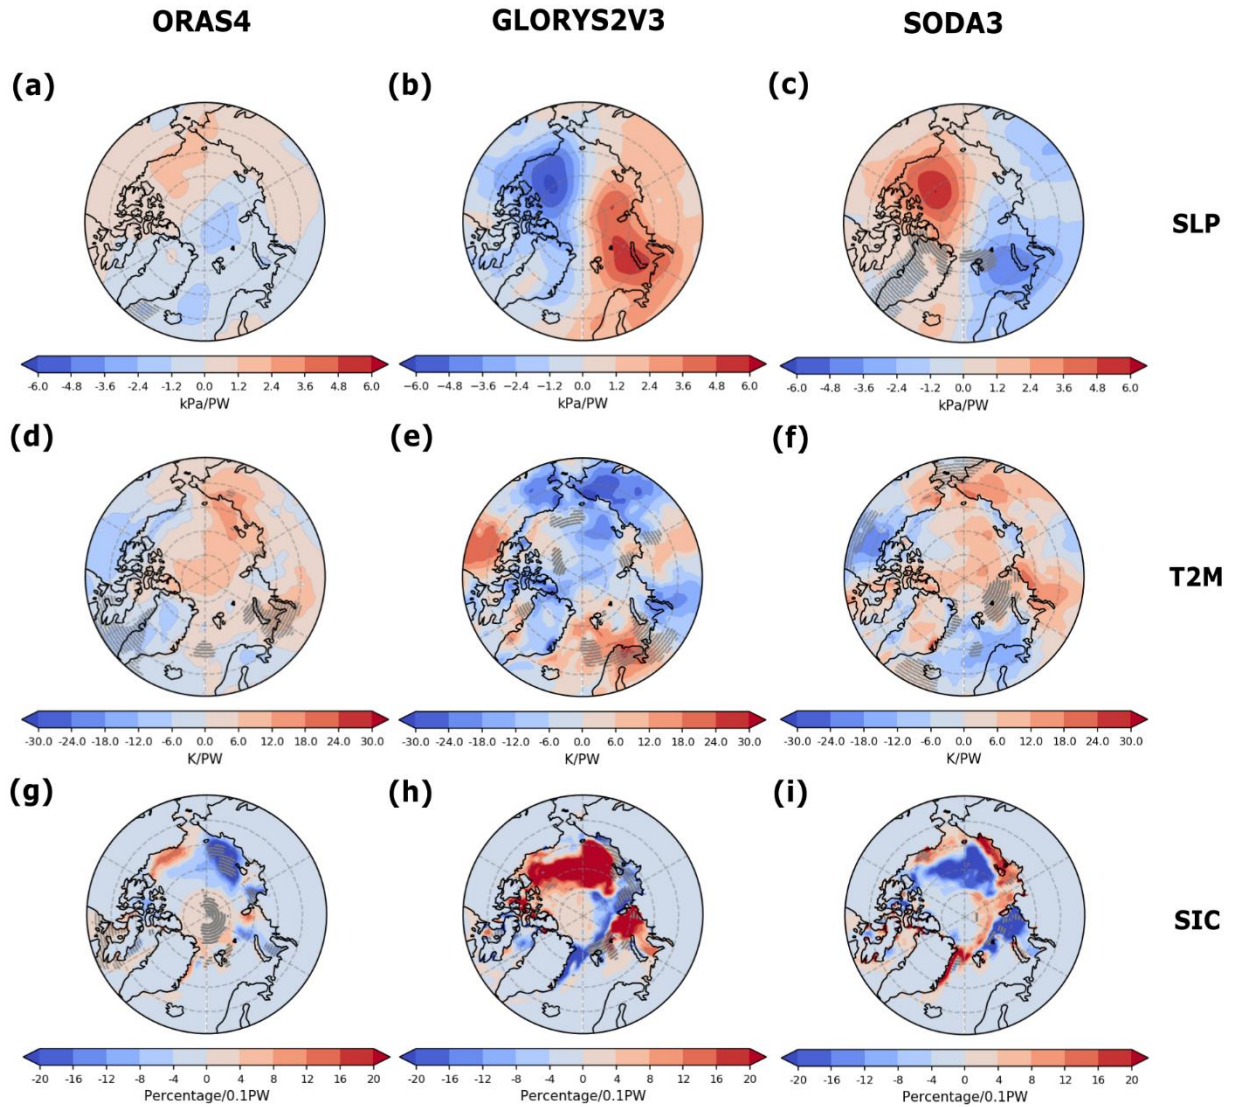 ORAS4 GLORYS2V3 SODA3
(a) (b) (c)
SLP
-6.0 -4.8 -3.6 -2.4 -1.2 0.0 1.2 2.4 3.6 4.8 6.0
kPa/PW
−6.0 −4.8 −3.6 −2.4 −1.2 0.0 1.2 2.4 3.6 4.8 6.0
kPa/PW
-6.0 -4.8 -3.6 -2.4 -1.2 0.0 1.2 2.4 3.6 4.8 6.0
kPa/PW
(d) (e) (f)
T2M
-30.0 -24.0 -18.0 -12.0 -6.0 0.0 6.0 12.0 18.0 24.0 30.0
K/PW
-30.0 -24.0 -18.0 -12.0 -6.0 0.0 6.0 12.0 18.0 24.0 30.0
K/PW
-30.0 -24.0 -18.0 -12.0 -6.0 0.0 6.0 12.0 18.0 24.0 30.0
K/PW
(g) (h) (i)
SIC
-20 -16 -12 -8 -4 0 4 8 12 16 20
Percentage/0.1PW
-20 -16 -12 -8 -4 0 4 8 12 16 20
Percentage/0.1PW
-20 -16 -12 -8 -4 0 4 8 12 16 20
Percentage/0.1PW